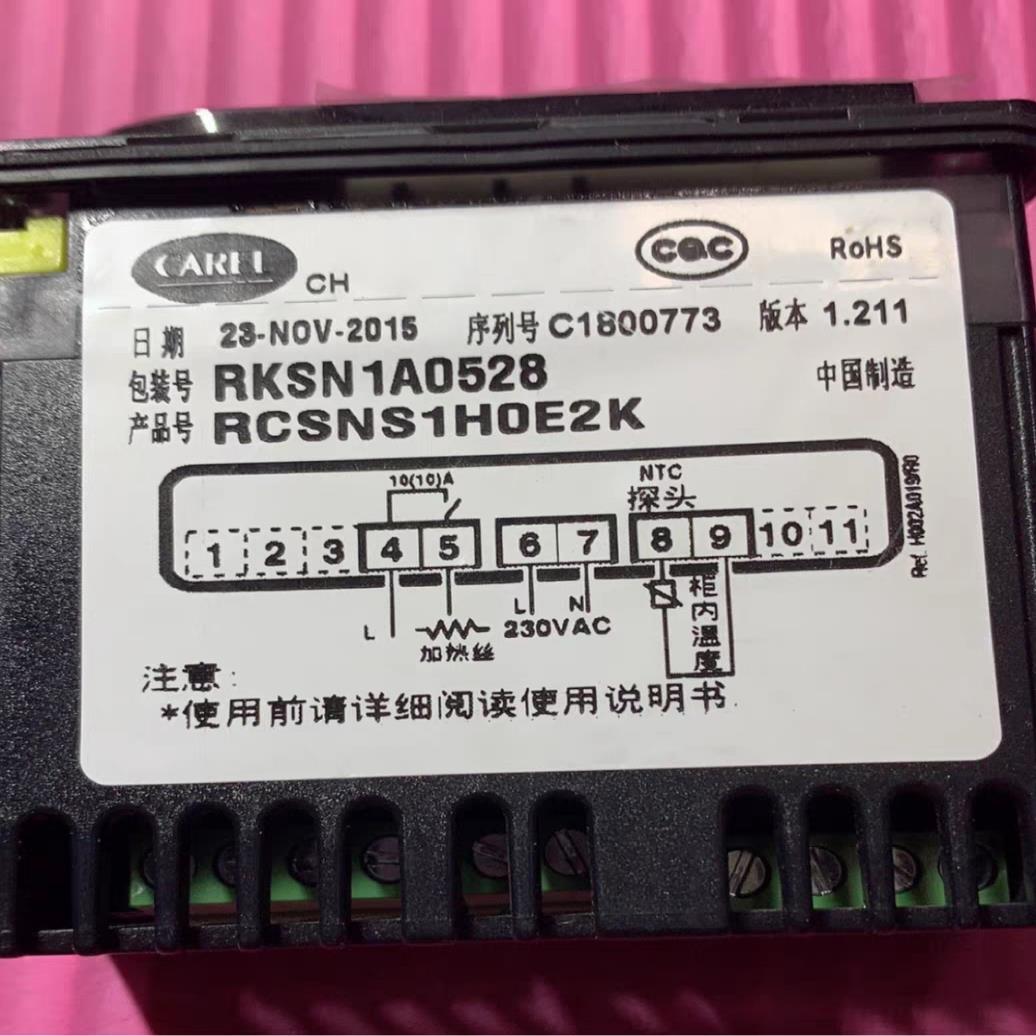 CAREL CH CQC RoHS
日期 23-NOV-2015 序列号 C1800773 版本 1.211
包装号 RKSN1A0528 中国制造
产品号 RCSNS1H0E2K
10(10)A NTC
探头
1 2 3 4 5 6 7 8 9 10 11
L 加热丝 L N 230VAC 柜内温度
注意:
*使用前请详细阅读使用说明书.